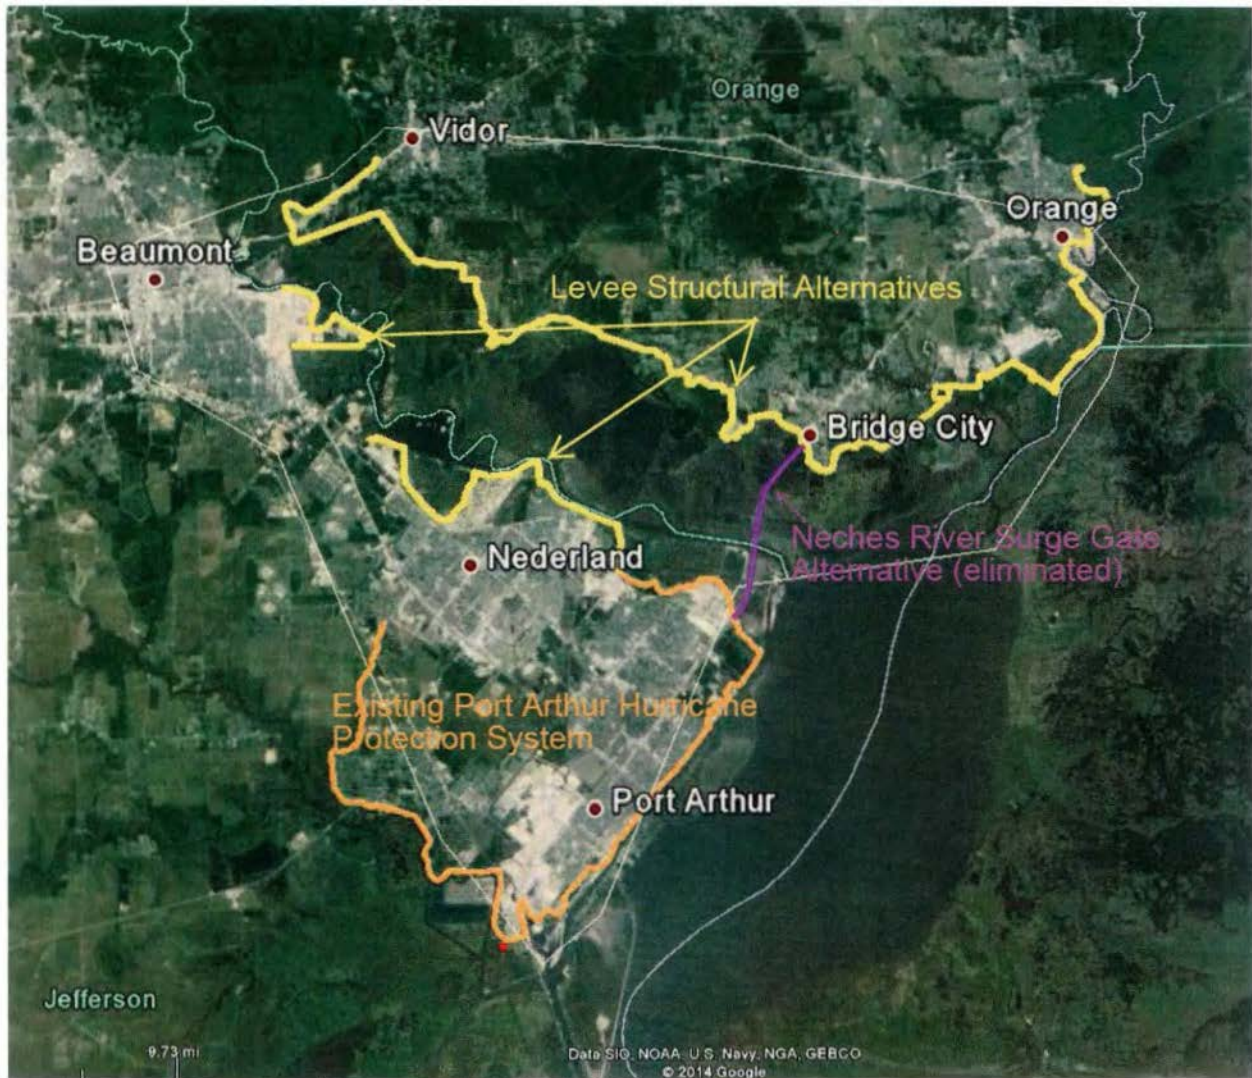 Orange
Vidor
Orange
Beaumont
Levee Structural Alternatives
Bridge City
Neches River Surge Gate
Alternative (eliminated)
Nederland
Existing Port Arthur Hurricane
Protection System
Port Arthur
Jefferson
9.73 mi
Data SIO, NOAA, U.S. Navy, NGA, GEBCO
© 2014 Google